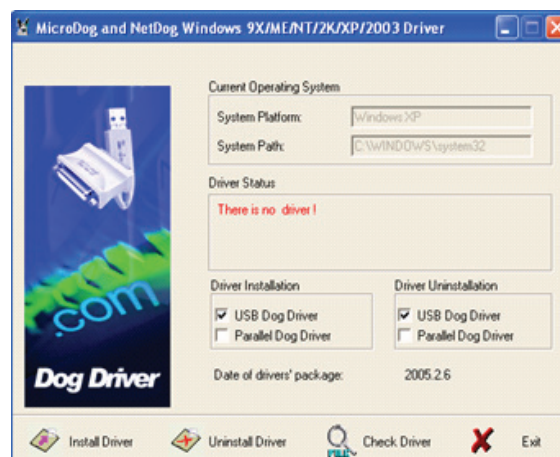 MicroDog and NetDog Windows 9X/ME/NT/2K/XP/2003 Driver
Current Operating System
System Platform: Windows XP
System Path: C:\WINDOWS\system32
Driver Status
There is no driver !
Driver Installation
USB Dog Driver
Parallel Dog Driver
Driver Uninstallation
USB Dog Driver
Parallel Dog Driver
.com
Dog Driver
Date of drivers' package: 2005.2.6
Install Driver
Uninstall Driver
Check Driver
Exit